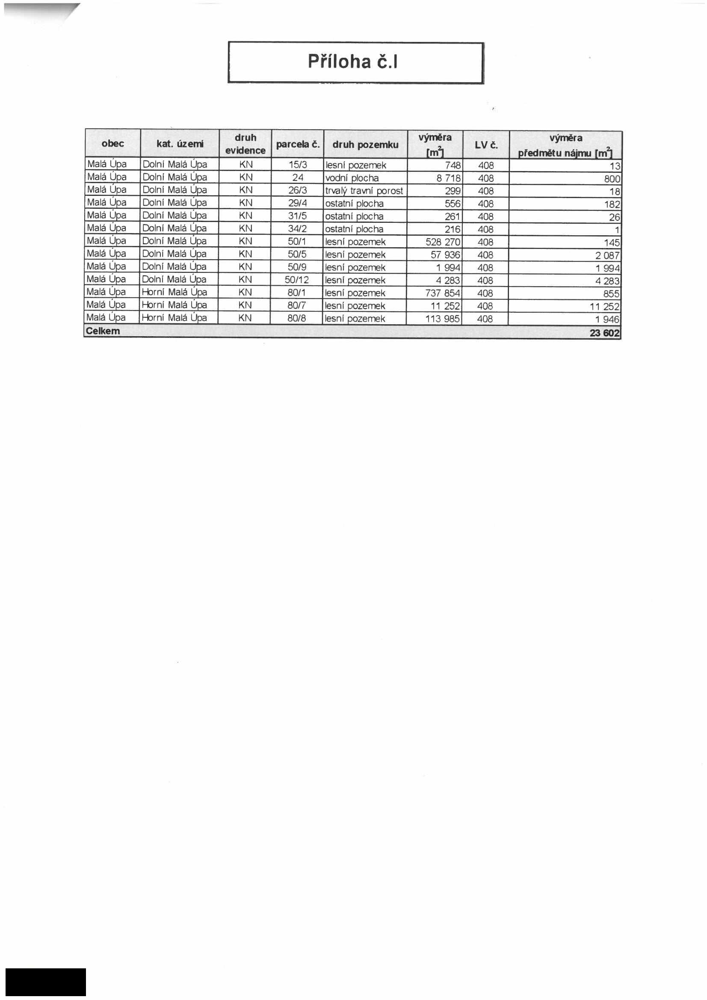 Příloha č.I
obec kat. území druh evidence parcela č. druh pozemku výměra [m²] LV č. výměra předmětu nájmu [m²]
Malá Úpa Dolní Malá Úpa KN 15/3 lesní pozemek 748 408 13
Malá Úpa Dolní Malá Úpa KN 24 vodní plocha 8 718 408 800
Malá Úpa Dolní Malá Úpa KN 26/3 trvalý travní porost 299 408 18
Malá Úpa Dolní Malá Úpa KN 29/4 ostatní plocha 556 408 182
Malá Úpa Dolní Malá Úpa KN 31/5 ostatní plocha 261 408 26
Malá Úpa Dolní Malá Úpa KN 34/2 ostatní plocha 216 408 1
Malá Úpa Dolní Malá Úpa KN 50/1 lesní pozemek 528 270 408 145
Malá Úpa Dolní Malá Úpa KN 50/5 lesní pozemek 57 936 408 2 087
Malá Úpa Dolní Malá Úpa KN 50/9 lesní pozemek 1 994 408 1 994
Malá Úpa Dolní Malá Úpa KN 50/12 lesní pozemek 4 283 408 4 283
Malá Úpa Horní Malá Úpa KN 80/1 lesní pozemek 737 854 408 855
Malá Úpa Horní Malá Úpa KN 80/7 lesní pozemek 11 252 408 11 252
Malá Úpa Horní Malá Úpa KN 80/8 lesní pozemek 113 985 408 1 946
Celkem 23 602